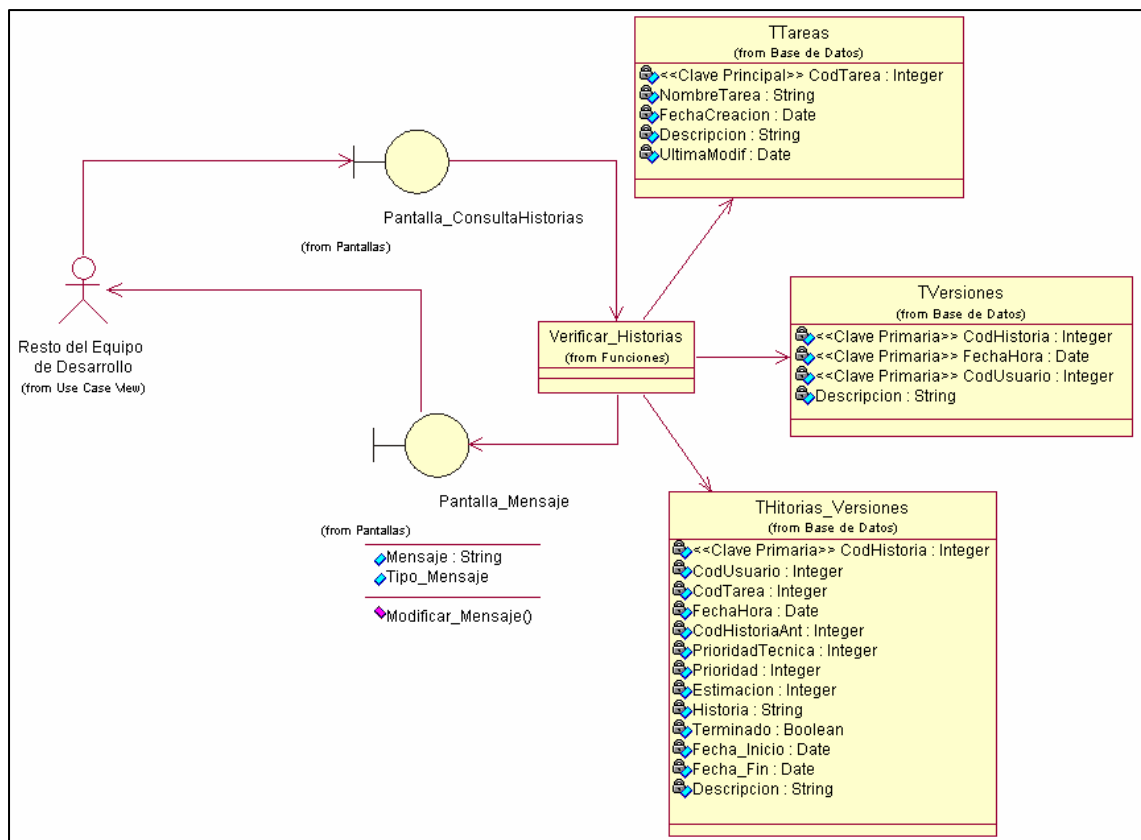 TTareas
(from Base de Datos)
<<Clave Principal>> CodTarea : Integer
NombreTarea : String
FechaCreacion : Date
Descripcion : String
UltimaModif : Date
Pantalla_ConsultaHistorias
(from Pantallas)
Resto del Equipo
de Desarrollo
(from Use Case View)
Verificar_Historias
(from Funciones)
TVersiones
(from Base de Datos)
<<Clave Primaria>> CodHistoria : Integer
<<Clave Primaria>> FechaHora : Date
<<Clave Primaria>> CodUsuario : Integer
Descripcion : String
Pantalla_Mensaje
(from Pantallas)
Mensaje : String
Tipo_Mensaje
Modificar_Mensaje()
THitorias_Versiones
(from Base de Datos)
<<Clave Primaria>> CodHistoria : Integer
CodUsuario : Integer
CodTarea : Integer
FechaHora : Date
CodHistoriaAnt : Integer
PrioridadTecnica : Integer
Prioridad : Integer
Estimacion : Integer
Historia : String
Terminado : Boolean
Fecha_Inicio : Date
Fecha_Fin : Date
Descripcion : String